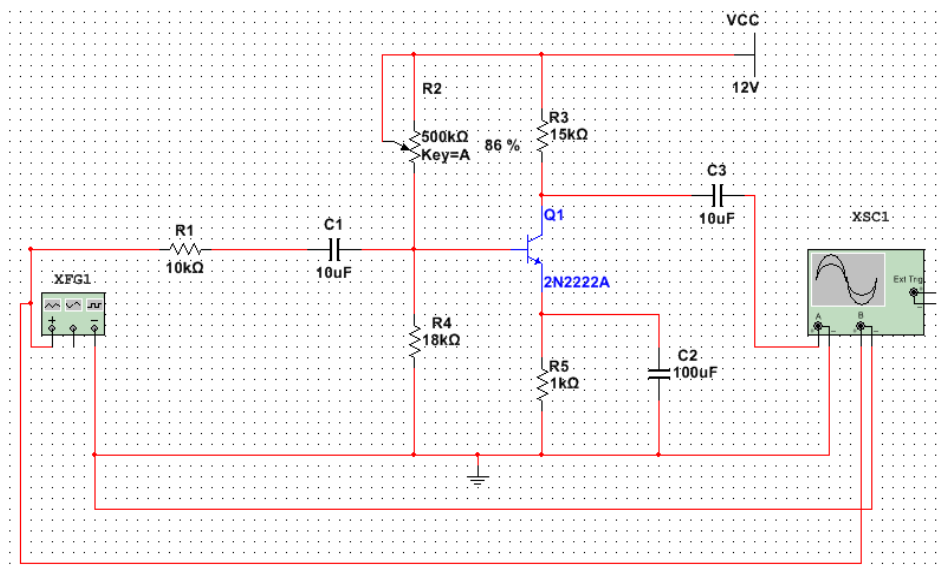 VCC
12V
R2
500kΩ
Key=A
86 %
R3
15kΩ
C3
10uF
XSC1
Ext Trig
+
_
A
B
+
_
+
_
Q1
2N2222A
R1
10kΩ
C1
10uF
XFG1
+
−
R4
18kΩ
R5
1kΩ
C2
100uF